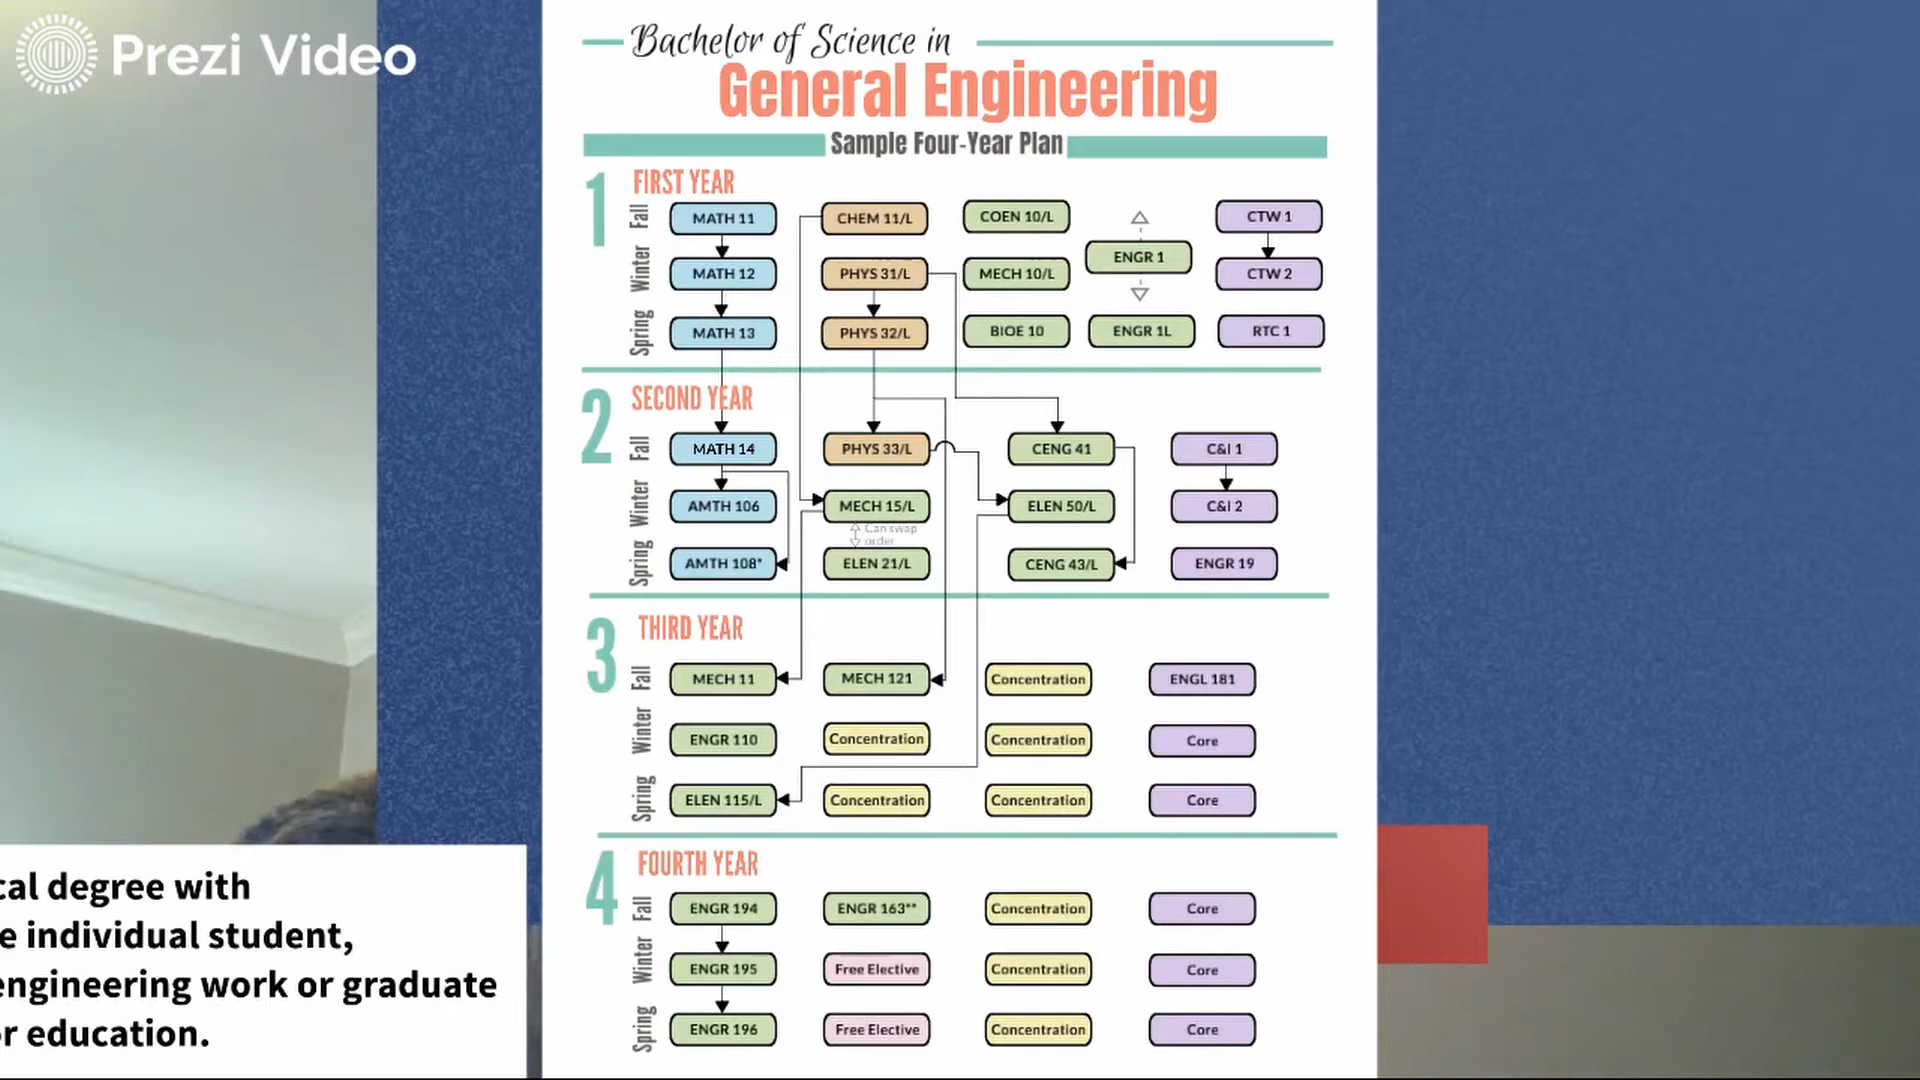 Prezi Video
Bachelor of Science in
General Engineering
Sample Four-Year Plan
1 FIRST YEAR
Fall MATH 11 CHEM 11/L COEN 10/L CTW 1
ENGR 1
Winter MATH 12 PHYS 31/L MECH 10/L CTW 2
Spring MATH 13 PHYS 32/L BIOE 10 ENGR 1L RTC 1
2 SECOND YEAR
Fall MATH 14 PHYS 33/L CENG 41 C&I 1
Winter AMTH 106 MECH 15/L ELEN 50/L C&I 2
Can swap
order
Spring AMTH 108* ELEN 21/L CENG 43/L ENGR 19
3 THIRD YEAR
Fall MECH 11 MECH 121 Concentration ENGL 181
Winter ENGR 110 Concentration Concentration Core
Spring ELEN 115/L Concentration Concentration Core
4 FOURTH YEAR
Fall ENGR 194 ENGR 163** Concentration Core
Winter ENGR 195 Free Elective Concentration Core
Spring ENGR 196 Free Elective Concentration Core
cal degree with
e individual student,
engineering work or graduate
or education.